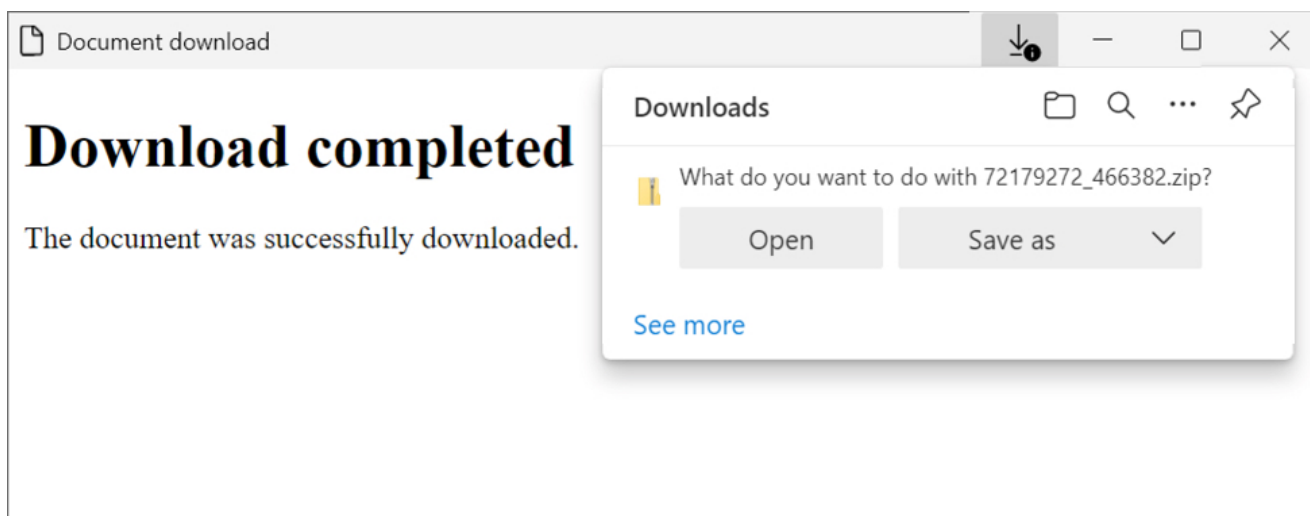 Document download
Downloads
Download completed
What do you want to do with 72179272_466382.zip?
The document was successfully downloaded.
Open
Save as
See more